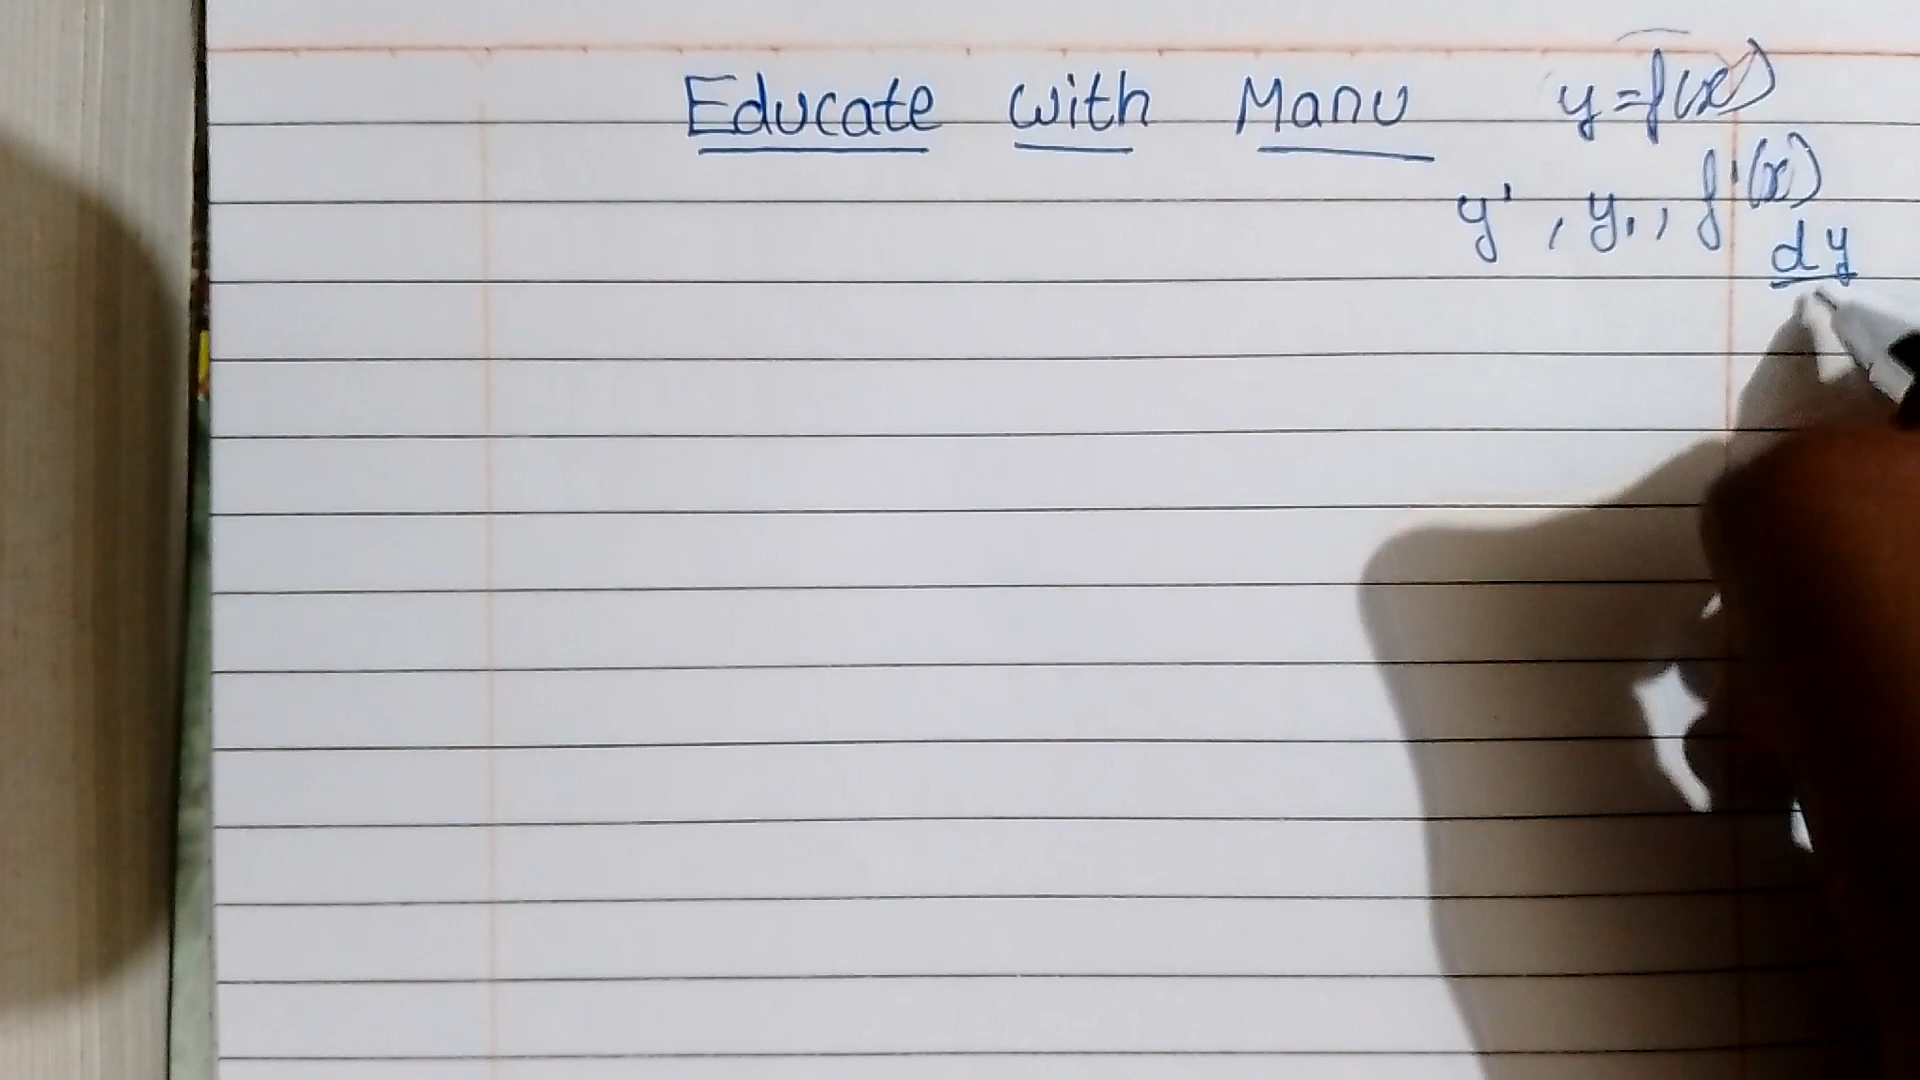 Educate with Manu y=f(x)
y', y₁, f'(x)
dy